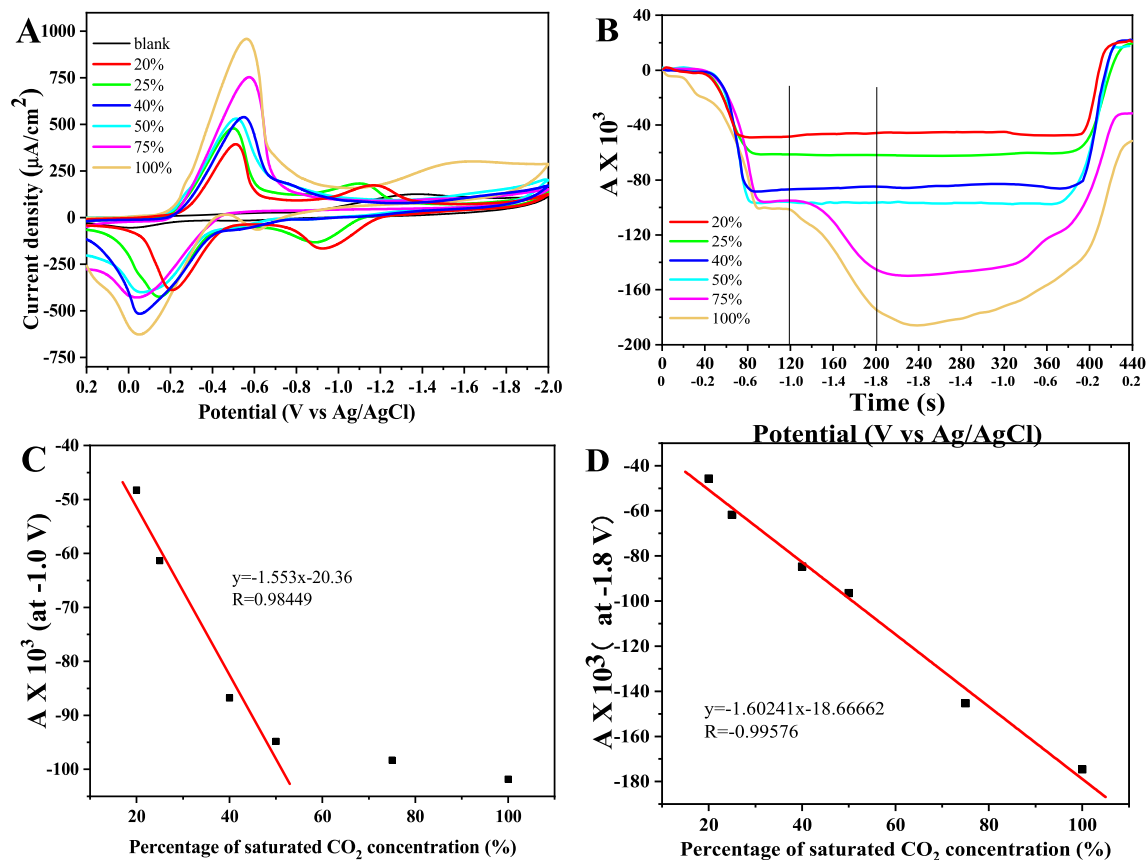 A
Current density (μA/cm²)
1000
750
500
250
0
-250
-500
-750
blank
20%
25%
40%
50%
75%
100%
0.2 0.0 -0.2 -0.4 -0.6 -0.8 -1.0 -1.2 -1.4 -1.6 -1.8 -2.0
Potential (V vs Ag/AgCl)
B
A X 10³
40
0
-40
-80
-120
-160
-200
20%
25%
40%
50%
75%
100%
0 40 80 120 160 200 240 280 320 360 400 440
0 -0.2 -0.6 -1.0 -1.4 -1.8 -1.8 -1.4 -1.0 -0.6 -0.2 0.2
Time (s)
Potential (V vs Ag/AgCl)
C
A X 10³ (at -1.0 V)
-40
-50
-60
-70
-80
-90
-100
y=-1.553x-20.36
R=0.98449
20 40 60 80 100
Percentage of saturated CO₂ concentration (%)
D
A X 10³( at -1.8 V)
-40
-60
-80
-100
-120
-140
-160
-180
y=-1.60241x-18.66662
R=-0.99576
20 40 60 80 100
Percentage of saturated CO₂ concentration (%)